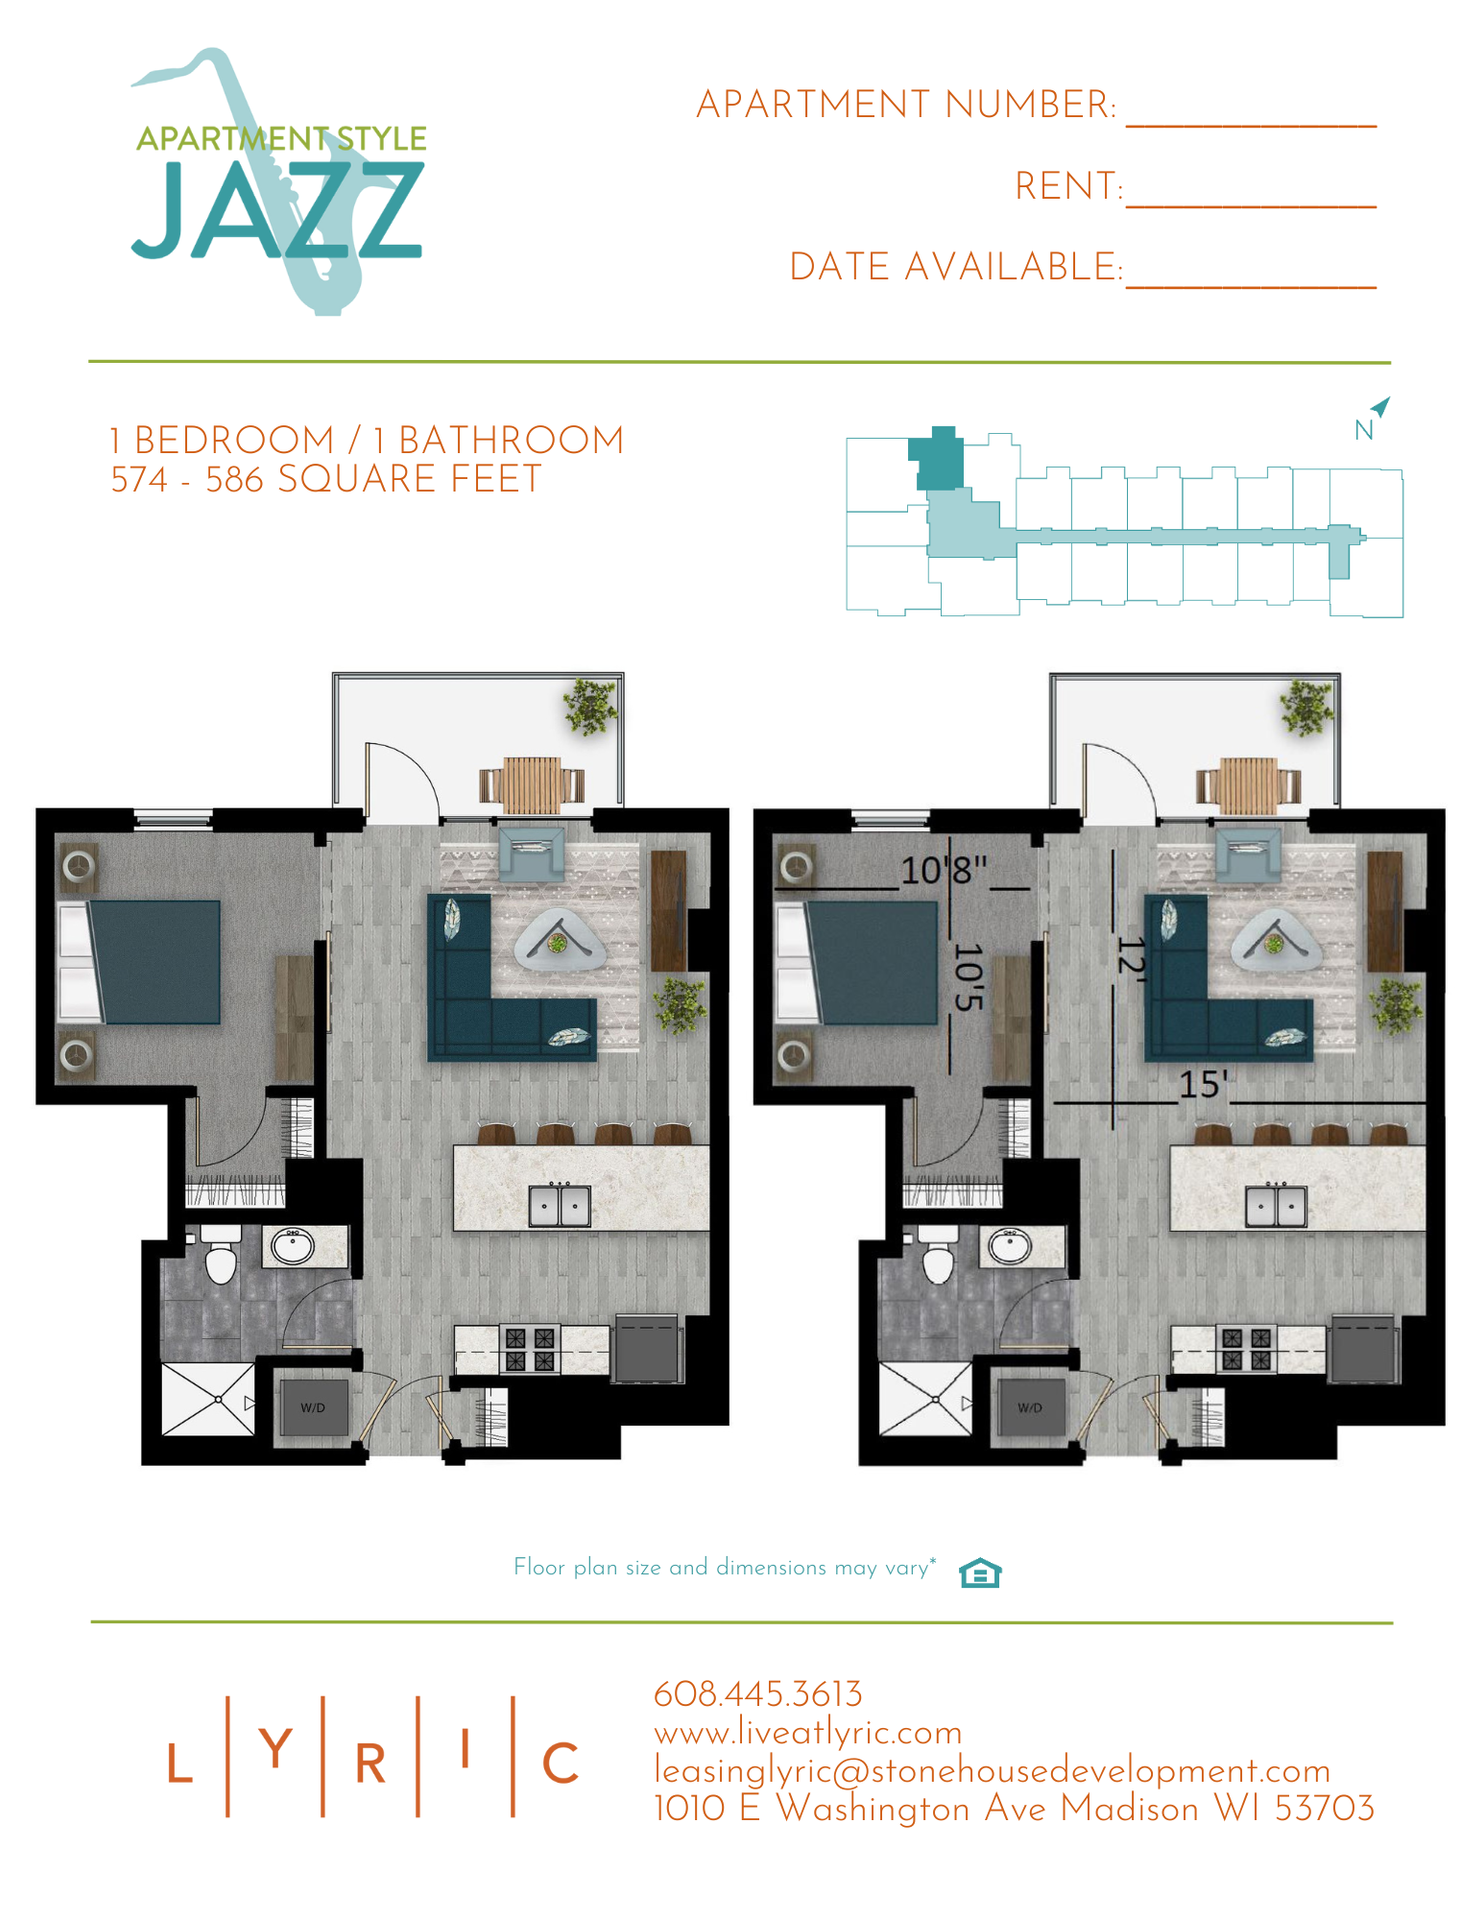 APARTMENT STYLE
JAZZ
APARTMENT NUMBER: ____________
RENT: ____________
DATE AVAILABLE: ____________
1 BEDROOM / 1 BATHROOM
574 - 586 SQUARE FEET
N
W/D
10'8"
10'5
12'
15'
W/D
Floor plan size and dimensions may vary*
LYRIC
608.445.3613
www.liveatlyric.com
leasinglyric@stonehousedevelopment.com
1010 E Washington Ave Madison WI 53703